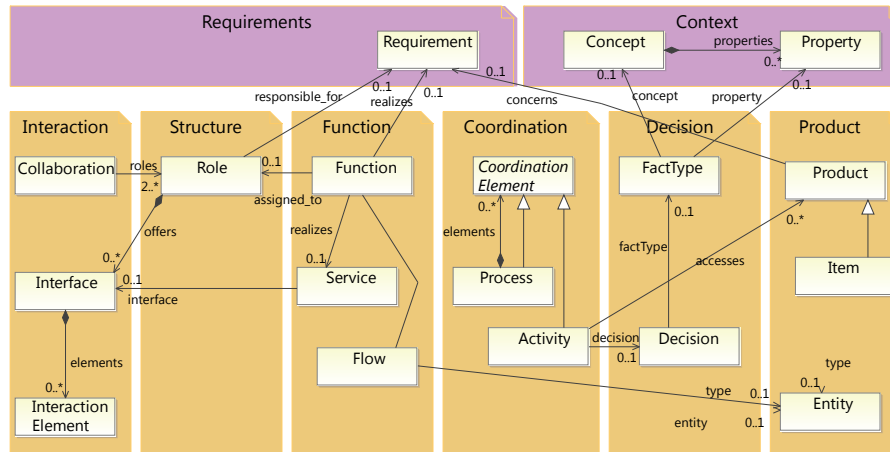 Requirements
Context
Requirement
Concept
properties
Property
0..*
0..1
0..1
0..1
0..1
0..1
responsible_for
realizes
concerns
concept
property
Interaction
Structure
Function
Coordination
Decision
Product
Collaboration
roles
2..*
Role
0..1
Function
Coordination
Element
FactType
Product
assigned_to
0..*
0..1
0..*
offers
realizes
elements
factType
accesses
0..*
0..1
0..1
Interface
interface
Service
Process
Item
elements
Activity
decision
0..1
Decision
Flow
0..*
type
0..1
type
0..1
Interaction
Element
entity
0..1
Entity